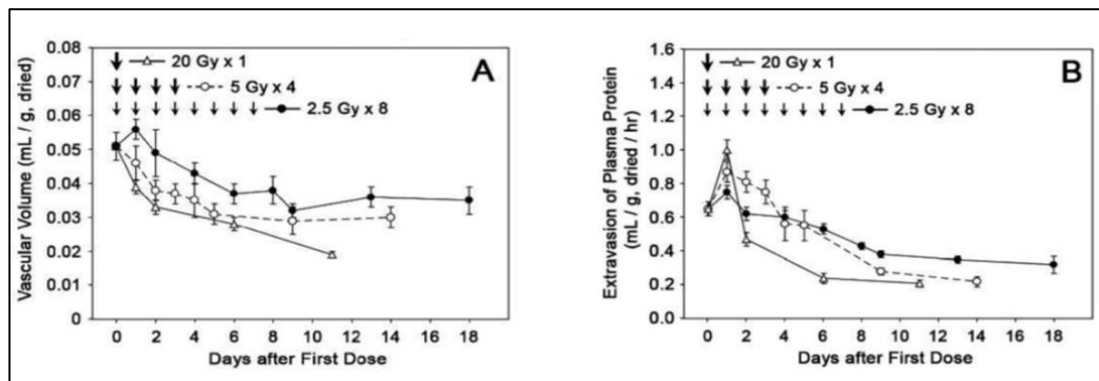 A
20 Gy x 1
5 Gy x 4
2.5 Gy x 8
Vascular Volume (mL / g, dried)
0.08
0.07
0.06
0.05
0.04
0.03
0.02
0.01
0
0 2 4 6 8 10 12 14 16 18
Days after First Dose
B
20 Gy x 1
5 Gy x 4
2.5 Gy x 8
Extravasion of Plasma Protein
(mL / g, dried / hr)
1.6
1.4
1.2
1.0
0.8
0.6
0.4
0.2
0.0
0 2 4 6 8 10 12 14 16 18
Days after First Dose